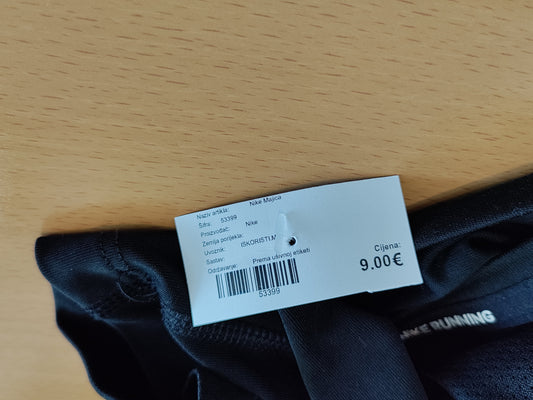 Naziv artikla: Nike Majica
Šifra: 53399
Proizvođač: Nike
Zemlja porijekla:
Uvoznik: ISKORISTI.M
Sastav:
Održavanje: Prema ušivnoj etiketi
53399
Cijena:
9.00€
NIKE RUNNING